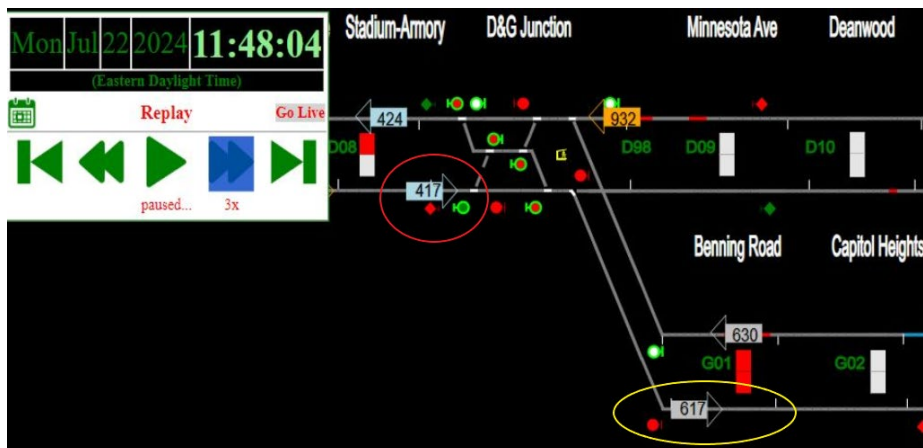 Mon Jul 22 2024 11:48:04
(Eastern Daylight Time)
Replay Go Live
paused... 3x
Stadium-Armory D&G Junction Minnesota Ave Deanwood
424 932
D08 D98 D09 D10
417
Benning Road Capitol Heights
630
G01 G02
617